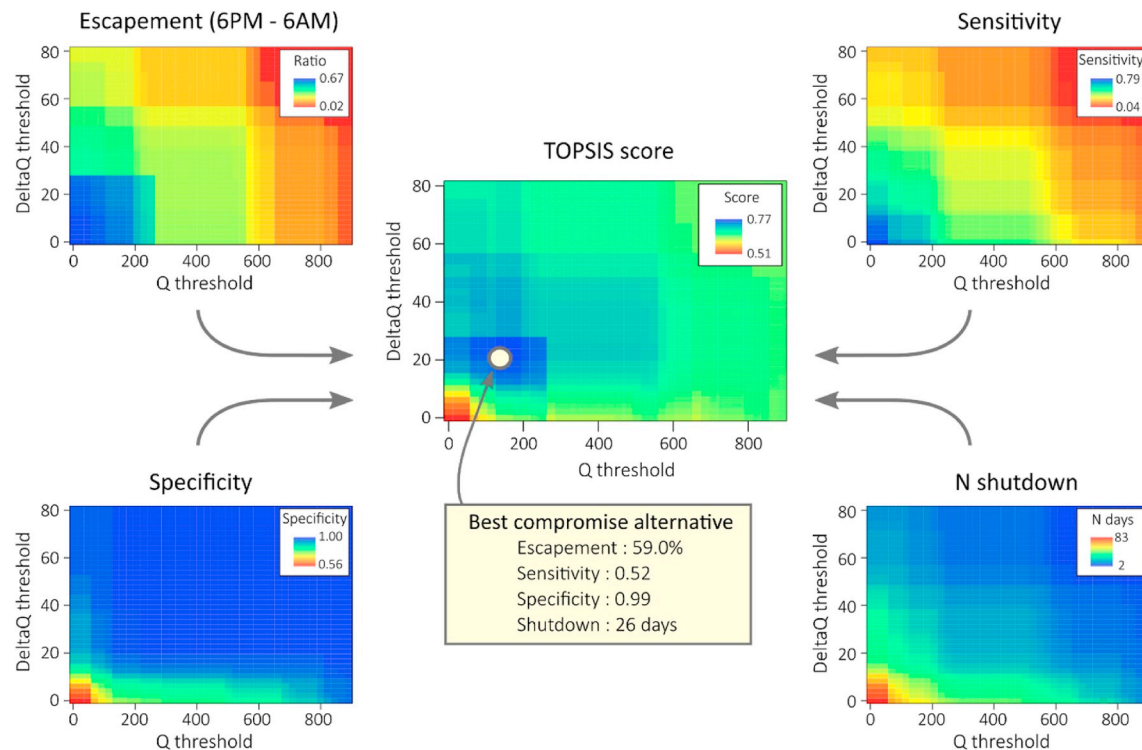 Escapement (6PM - 6AM)
80
60
40
20
0
DeltaQ threshold
Ratio
0.67
0.02
0 200 400 600 800
Q threshold
Sensitivity
80
60
40
20
0
DeltaQ threshold
Sensitivity
0.79
0.04
0 200 400 600 800
Q threshold
TOPSIS score
80
60
40
20
0
DeltaQ threshold
Score
0.77
0.51
0 200 400 600 800
Q threshold
Specificity
80
60
40
20
0
DeltaQ threshold
Specificity
1.00
0.56
0 200 400 600 800
Q threshold
Best compromise alternative
Escapement : 59.0%
Sensitivity : 0.52
Specificity : 0.99
Shutdown : 26 days
N shutdown
80
60
40
20
0
DeltaQ threshold
N days
83
2
0 200 400 600 800
Q threshold